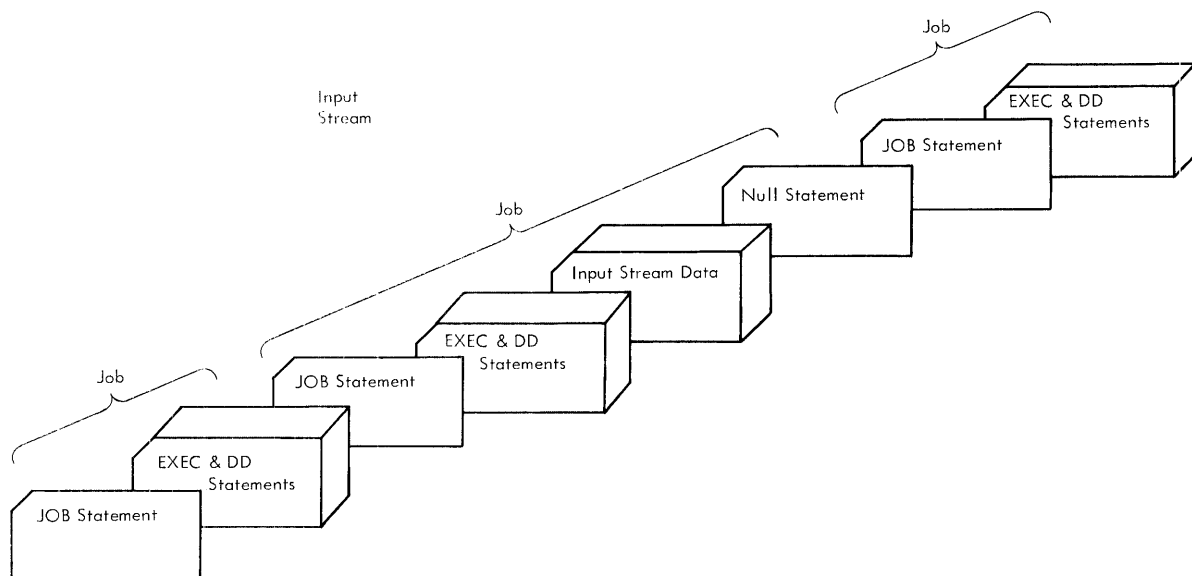 Job
EXEC & DD
Statements
Input
Stream
JOB Statement
Job
Null Statement
Input Stream Data
EXEC & DD
Statements
Job
JOB Statement
EXEC & DD
Statements
JOB Statement